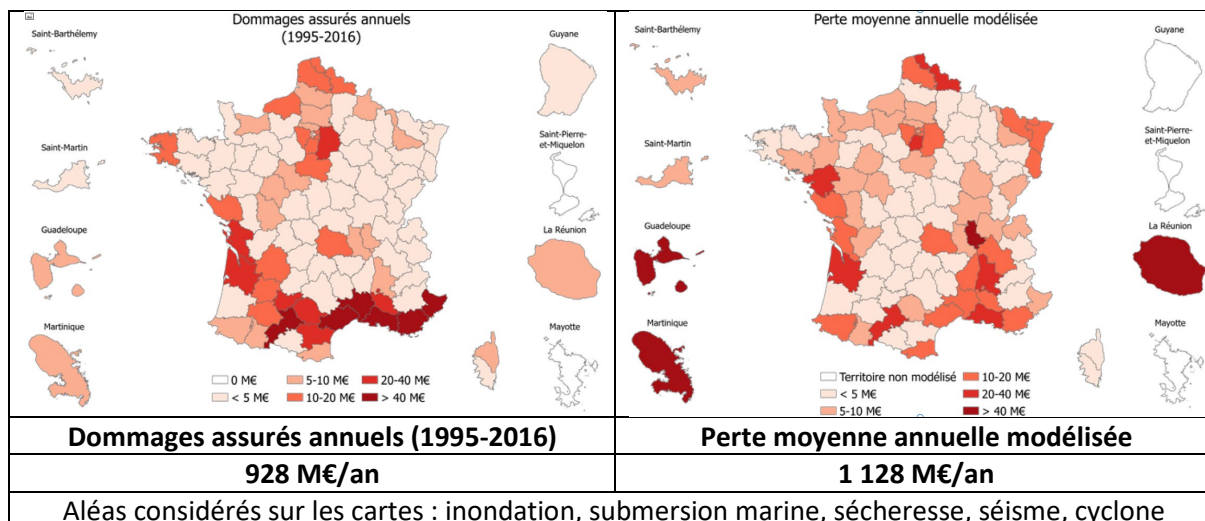 Dommages assurés annuels
(1995-2016)
Saint-Barthélemy
Guyane
Saint-Martin
Saint-Pierre-
et-Miquelon
Guadeloupe
La Réunion
Martinique
Mayotte
0 M€
5-10 M€
20-40 M€
< 5 M€
10-20 M€
> 40 M€
Perte moyenne annuelle modélisée
Saint-Barthélemy
Guyane
Saint-Martin
Saint-Pierre-
et-Miquelon
Guadeloupe
La Réunion
Martinique
Mayotte
Territoire non modélisé
10-20 M€
< 5 M€
20-40 M€
5-10 M€
> 40 M€
Dommages assurés annuels (1995-2016)
Perte moyenne annuelle modélisée
928 M€/an
1 128 M€/an
Aléas considérés sur les cartes : inondation, submersion marine, sécheresse, séisme, cyclone